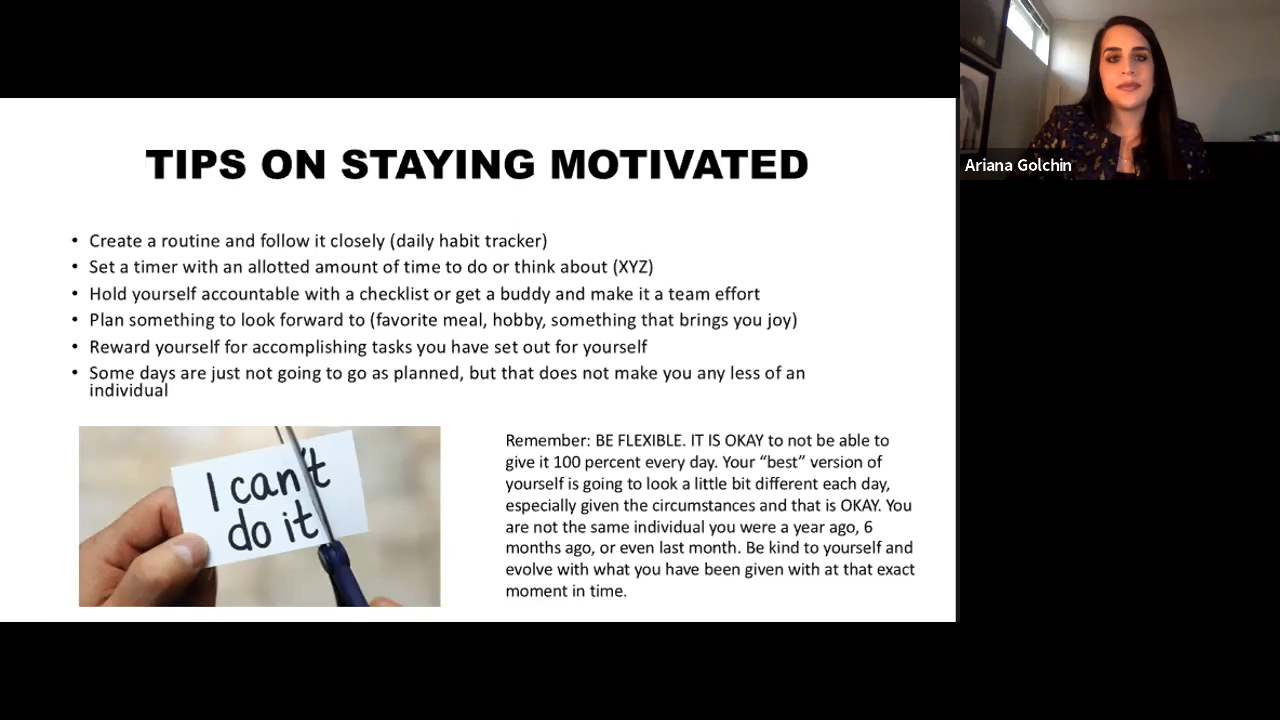 TIPS ON STAYING MOTIVATED
• Create a routine and follow it closely (daily habit tracker)
• Set a timer with an allotted amount of time to do or think about (XYZ)
• Hold yourself accountable with a checklist or get a buddy and make it a team effort
• Plan something to look forward to (favorite meal, hobby, something that brings you joy)
• Reward yourself for accomplishing tasks you have set out for yourself
• Some days are just not going to go as planned, but that does not make you any less of an
individual
I can't
do it
Remember: BE FLEXIBLE. IT IS OKAY to not be able to
give it 100 percent every day. Your “best” version of
yourself is going to look a little bit different each day,
especially given the circumstances and that is OKAY. You
are not the same individual you were a year ago, 6
months ago, or even last month. Be kind to yourself and
evolve with what you have been given with at that exact
moment in time.
Ariana Golchin